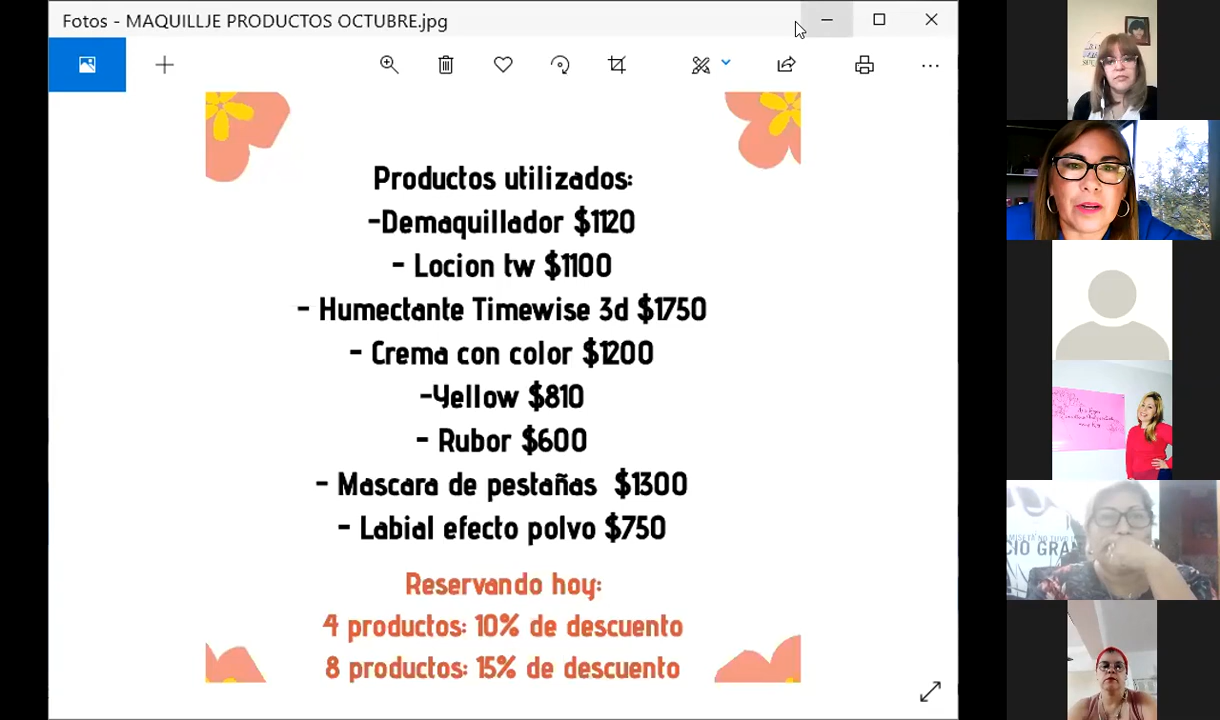 Fotos - MAQUILLJE PRODUCTOS OCTUBRE.jpg
Productos utilizados:
-Demaquillador $1120
- Locion tw $1100
- Humectante Timewise 3d $1750
- Crema con color $1200
-Yellow $810
- Rubor $600
- Mascara de pestañas $1300
- Labial efecto polvo $750
Reservando hoy:
4 productos: 10% de descuento
8 productos: 15% de descuento